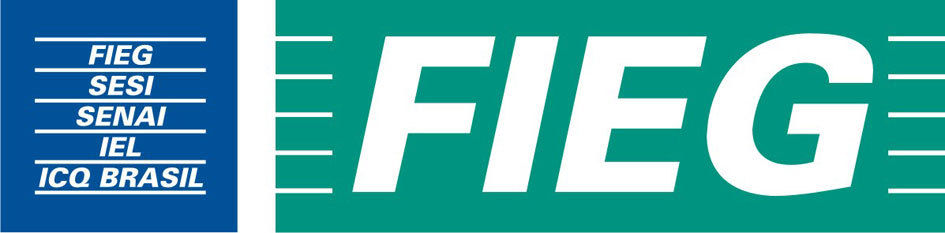 FIEG
SESI
SENAI
IEL
ICQ BRASIL
FIEG